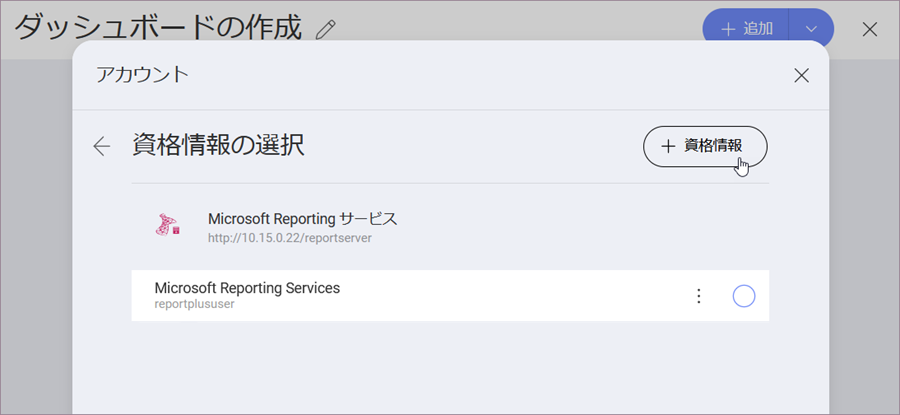 ダッシュボードの作成
+ 追加
アカウント
資格情報の選択
+ 資格情報
Microsoft Reporting サービス
http://10.15.0.22/reportserver
Microsoft Reporting Services
reportplususer